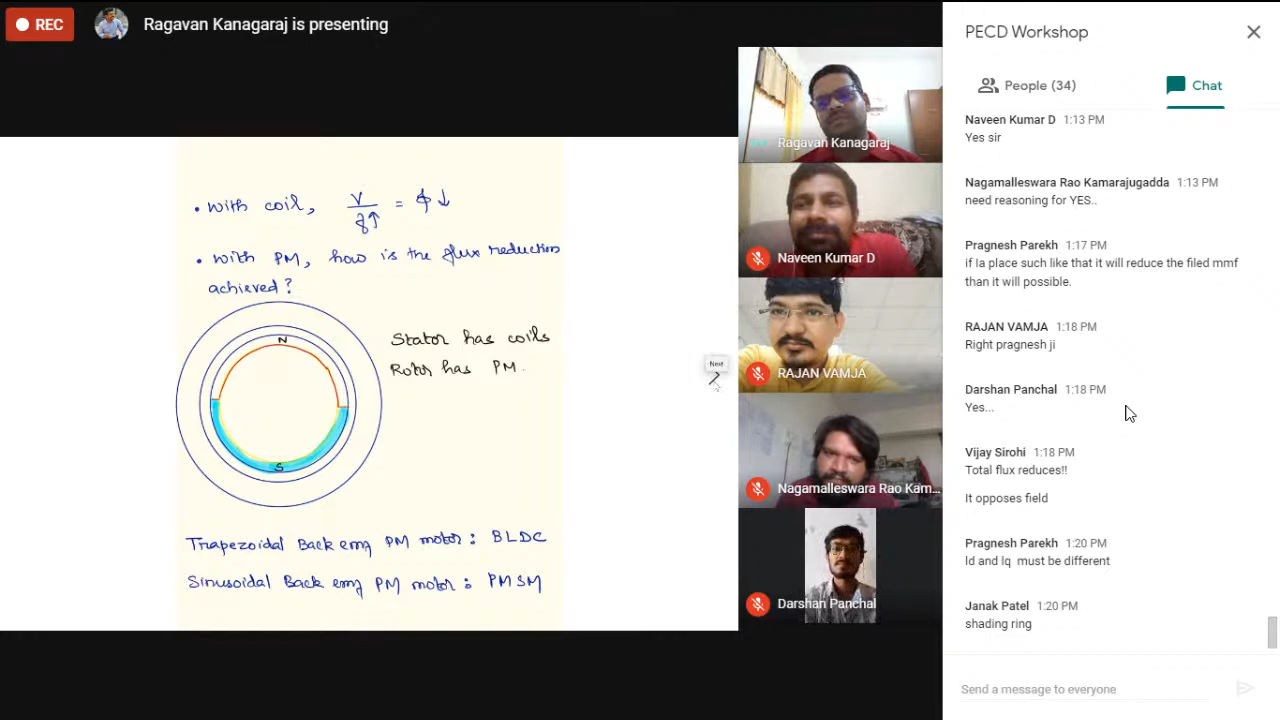 REC
Ragavan Kanagaraj is presenting
• with coil, V/f↑ = ϕ↓
• with PM, how is the flux reduction
achieved?
N
S
Stator has coils
Rotor has PM.
Trapezoidal Back emf PM motor : BLDC
Sinusoidal Back emf PM motor : PMSM
Next
Ragavan Kanagaraj
Naveen Kumar D
RAJAN VAMJA
Nagamalleswara Rao Kam...
Darshan Panchal
PECD Workshop
People (34)
Chat
Naveen Kumar D 1:13 PM
Yes sir
Nagamalleswara Rao Kamarajugadda 1:13 PM
need reasoning for YES..
Pragnesh Parekh 1:17 PM
if Ia place such like that it will reduce the filed mmf
than it will possible.
RAJAN VAMJA 1:18 PM
Right pragnesh ji
Darshan Panchal 1:18 PM
Yes...
Vijay Sirohi 1:18 PM
Total flux reduces!!
It opposes field
Pragnesh Parekh 1:20 PM
ld and lq must be different
Janak Patel 1:20 PM
shading ring
Send a message to everyone